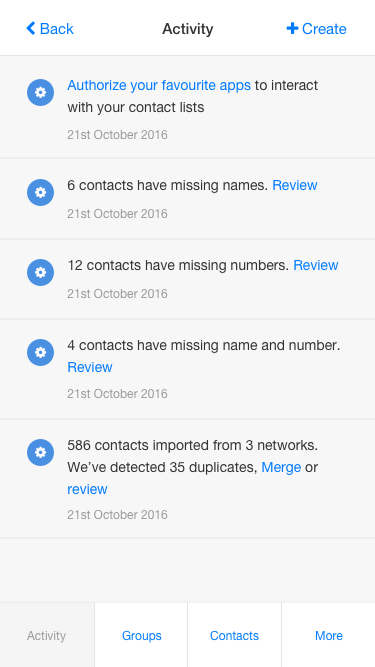 Back
Activity
Create
Authorize your favourite apps to interact
with your contact lists
21st October 2016
6 contacts have missing names. Review
21st October 2016
12 contacts have missing numbers. Review
21st October 2016
4 contacts have missing name and number.
Review
21st October 2016
586 contacts imported from 3 networks.
We’ve detected 35 duplicates, Merge or
review
21st October 2016
Activity
Groups
Contacts
More